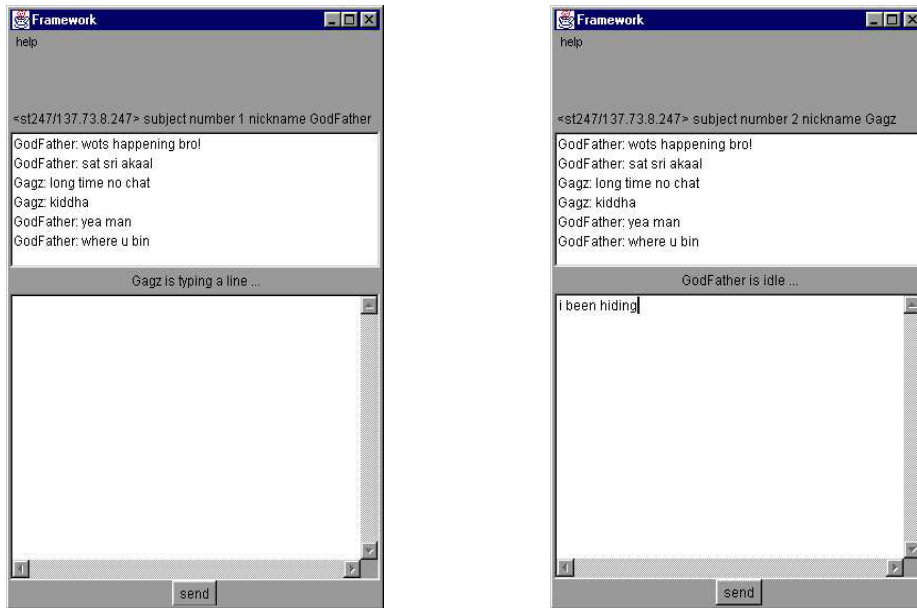 Framework
help
<st247/137.73.8.247> subject number 1 nickname GodFather
GodFather: wots happening bro!
GodFather: sat sri akaal
Gagz: long time no chat
Gagz: kiddha
GodFather: yea man
GodFather: where u bin
Gagz is typing a line ...
send
Framework
help
<st247/137.73.8.247> subject number 2 nickname Gagz
GodFather: wots happening bro!
GodFather: sat sri akaal
Gagz: long time no chat
Gagz: kiddha
GodFather: yea man
GodFather: where u bin
GodFather is idle ...
i been hiding
send